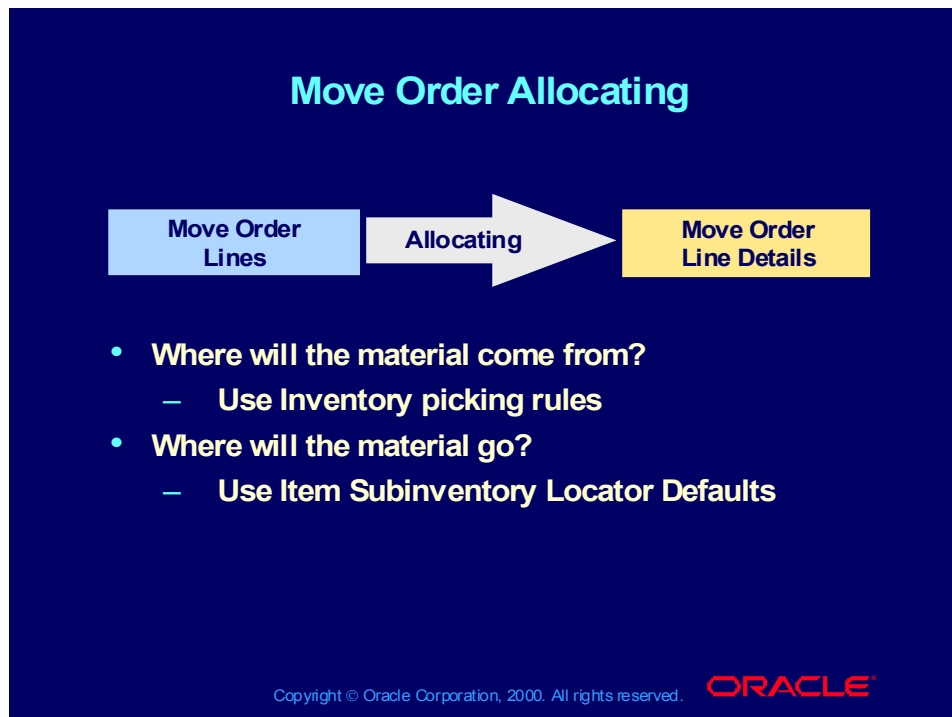 Move Order Allocating
Move Order
Lines
Allocating
Move Order
Line Details
• Where will the material come from?
– Use Inventory picking rules
• Where will the material go?
– Use Item Subinventory Locator Defaults
Copyright © Oracle Corporation, 2000. All rights reserved.
ORACLE®